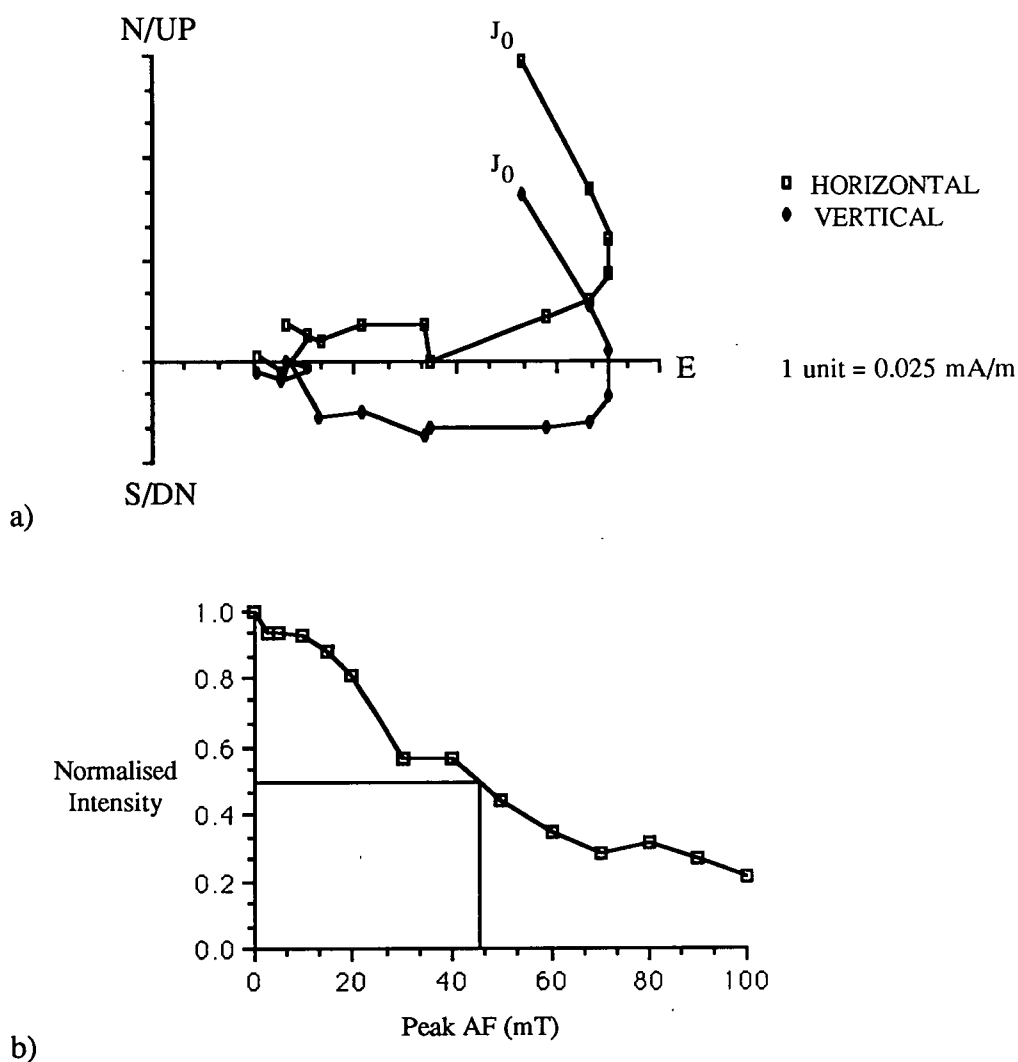 N/UP
J0
J0
HORIZONTAL
VERTICAL
E
1 unit = 0.025 mA/m
S/DN
a)
1.0
0.8
0.6
0.4
0.2
0.0
Normalised
Intensity
0 20 40 60 80 100
Peak AF (mT)
b)